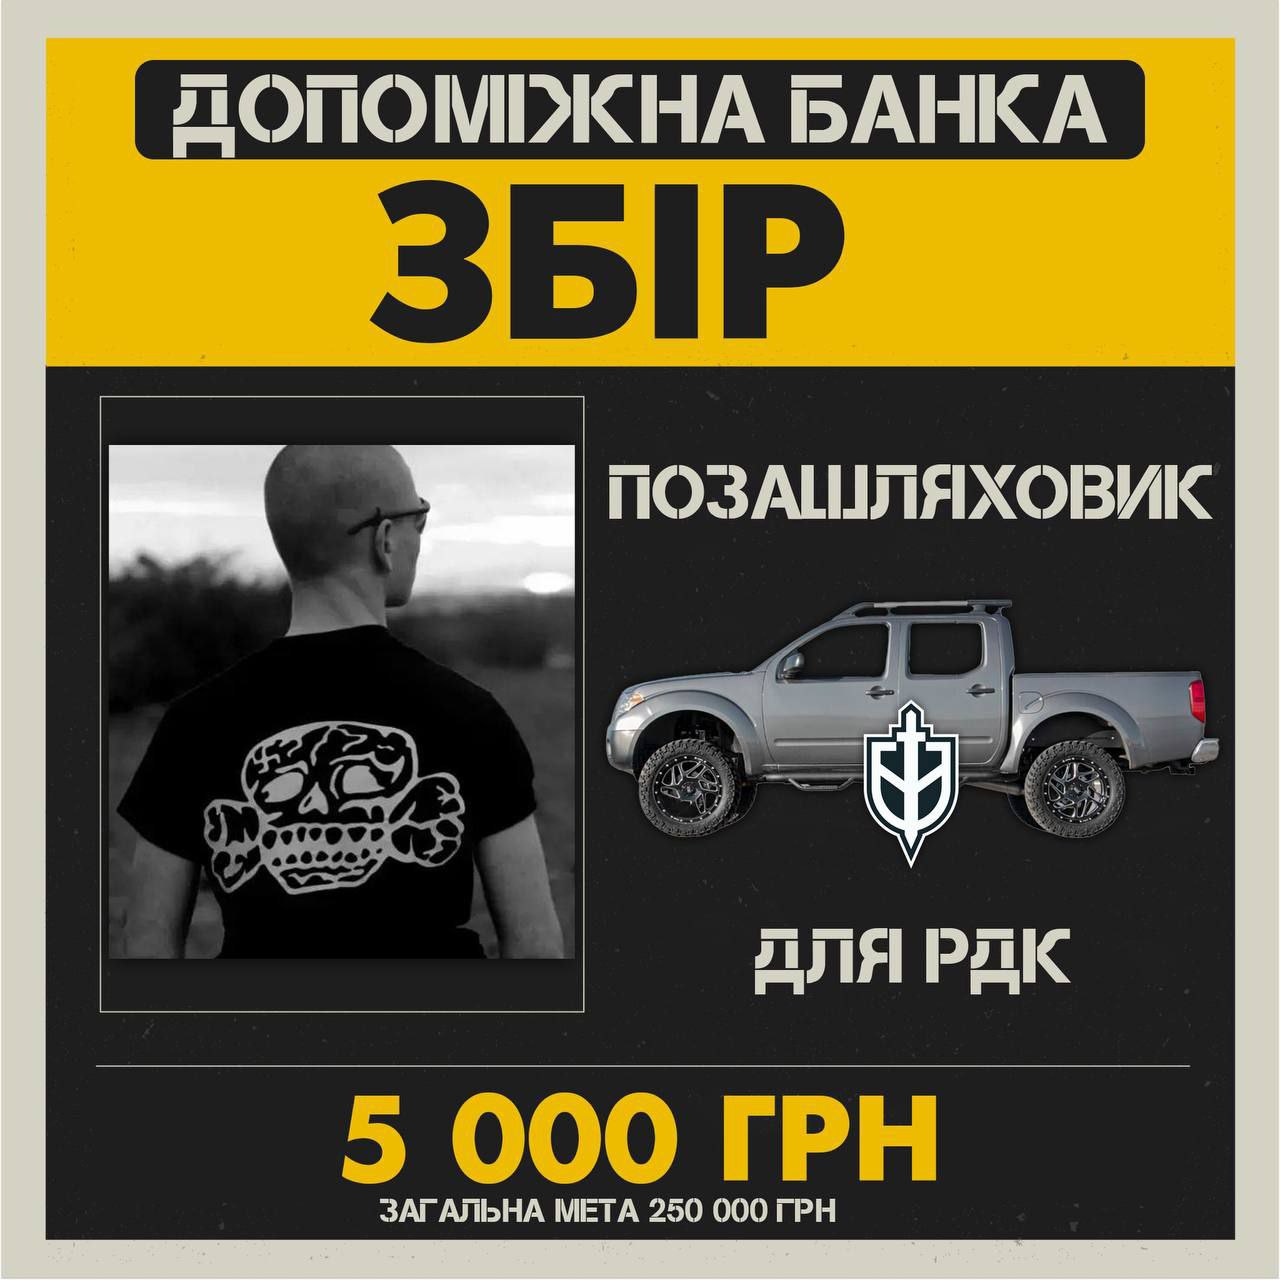 ДОПОМІЖНА БАНКА
ЗБІР
ПОЗАШЛЯХОВИК
ДЛЯ РДК
5 000 ГРН
ЗАГАЛЬНА МЕТА 250 000 ГРН